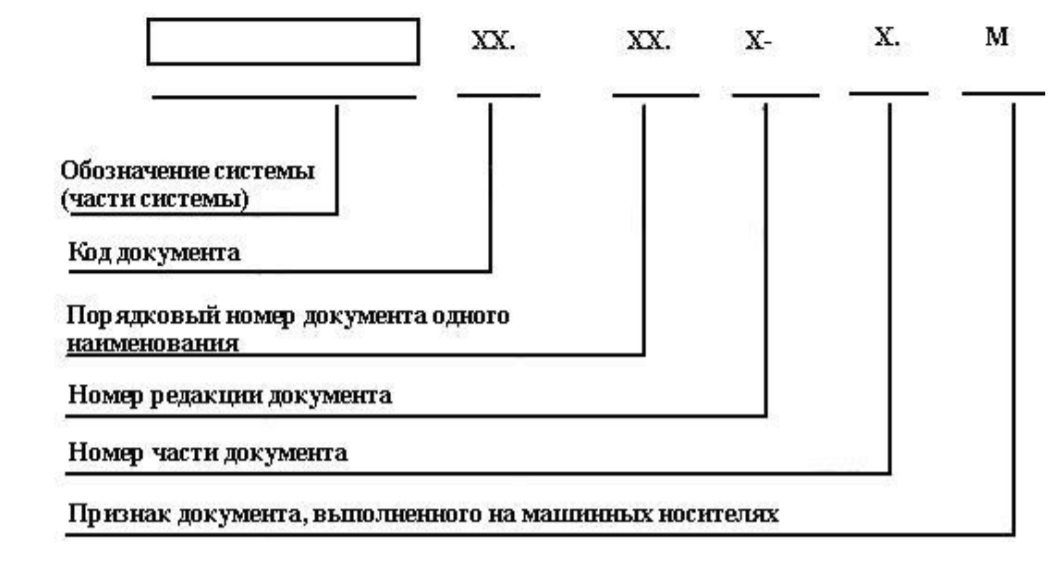 XX. XX. X- X. M
Обозначение системы
(части системы)
Код документа
Порядковый номер документа одного
наименования
Номер редакции документа
Номер части документа
Признак документа, выполненного на машинных носителях